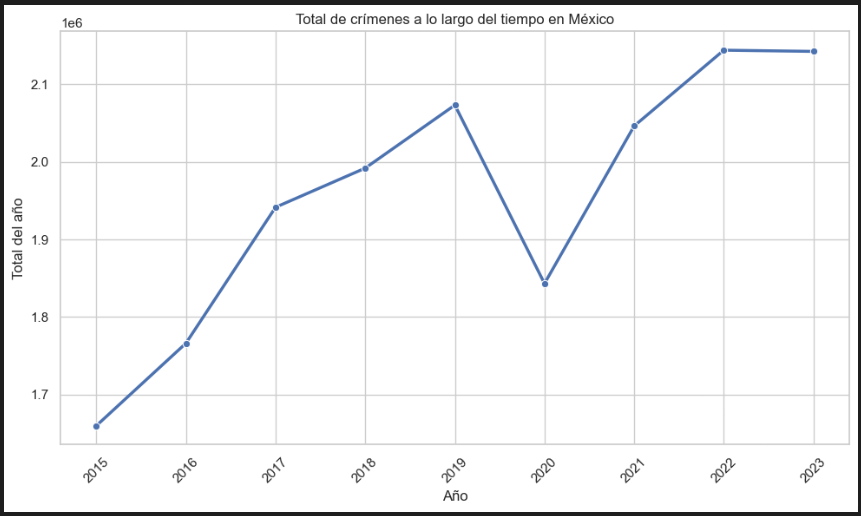 Total de crímenes a lo largo del tiempo en México
1e6
2.1
2.0
1.9
1.8
1.7
Total del año
2015 2016 2017 2018 2019 2020 2021 2022 2023
Año